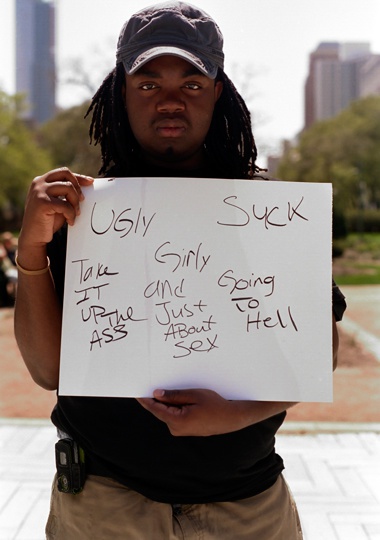 UGly
Suck
Take
IT
UP THE
ASS
Girly
and
Just
ABout
sex
Going
To
Hell